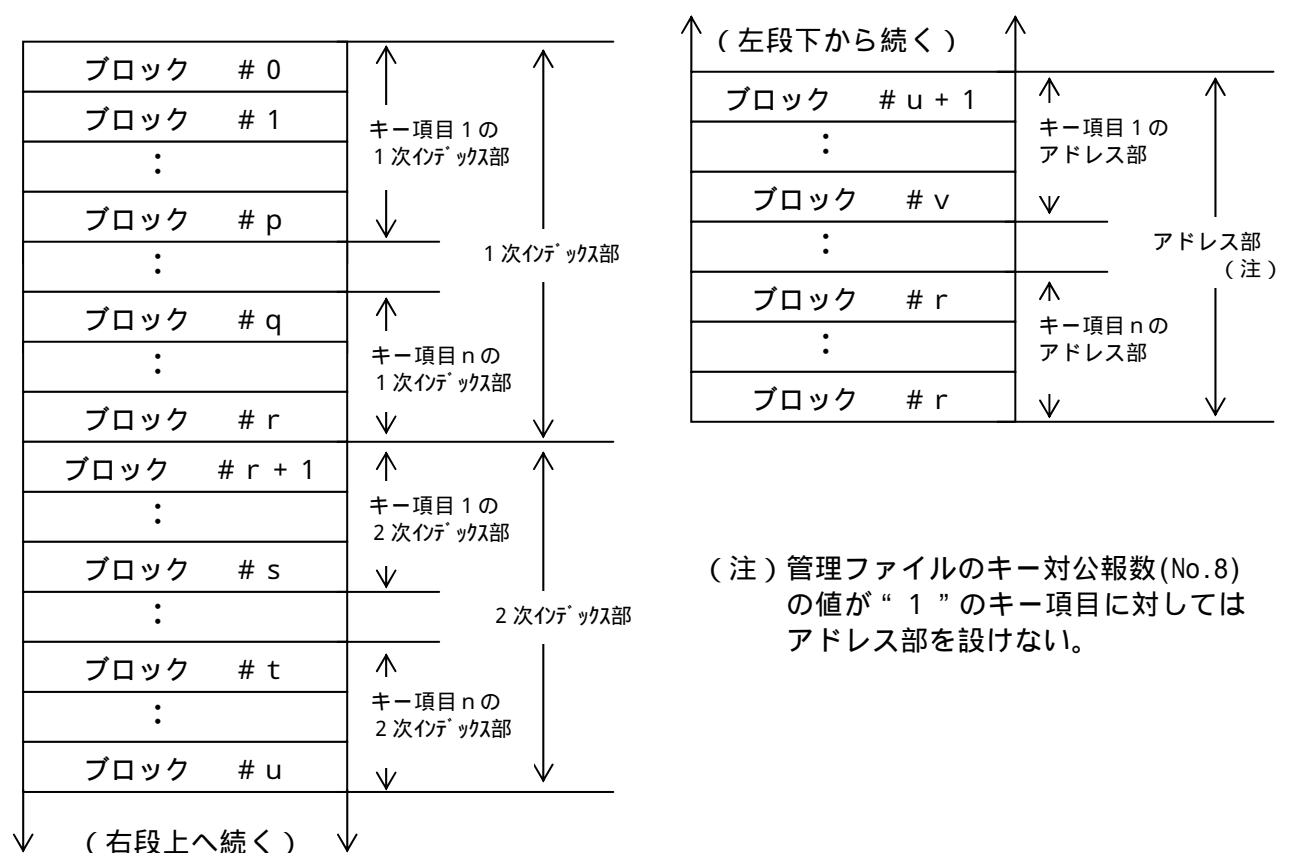 ブロック # 0
ブロック # 1
：
ブロック # p
：
ブロック # q
：
ブロック # r
ブロック # r + 1
：
ブロック # s
：
ブロック # t
：
ブロック # u
（右段上へ続く）
キー項目1の
1次ｲﾝﾃﾞｯｸｽ部
キー項目nの
1次ｲﾝﾃﾞｯｸｽ部
1次ｲﾝﾃﾞｯｸｽ部
キー項目1の
2次ｲﾝﾃﾞｯｸｽ部
キー項目nの
2次ｲﾝﾃﾞｯｸｽ部
2次ｲﾝﾃﾞｯｸｽ部
（左段下から続く）
ブロック # u + 1
：
ブロック # v
：
ブロック # r
：
ブロック # r
キー項目1の
アドレス部
キー項目nの
アドレス部
アドレス部
（注）
（注）管理ファイルのキー対公報数(No.8)
の値が“ 1 ”のキー項目に対しては
アドレス部を設けない。